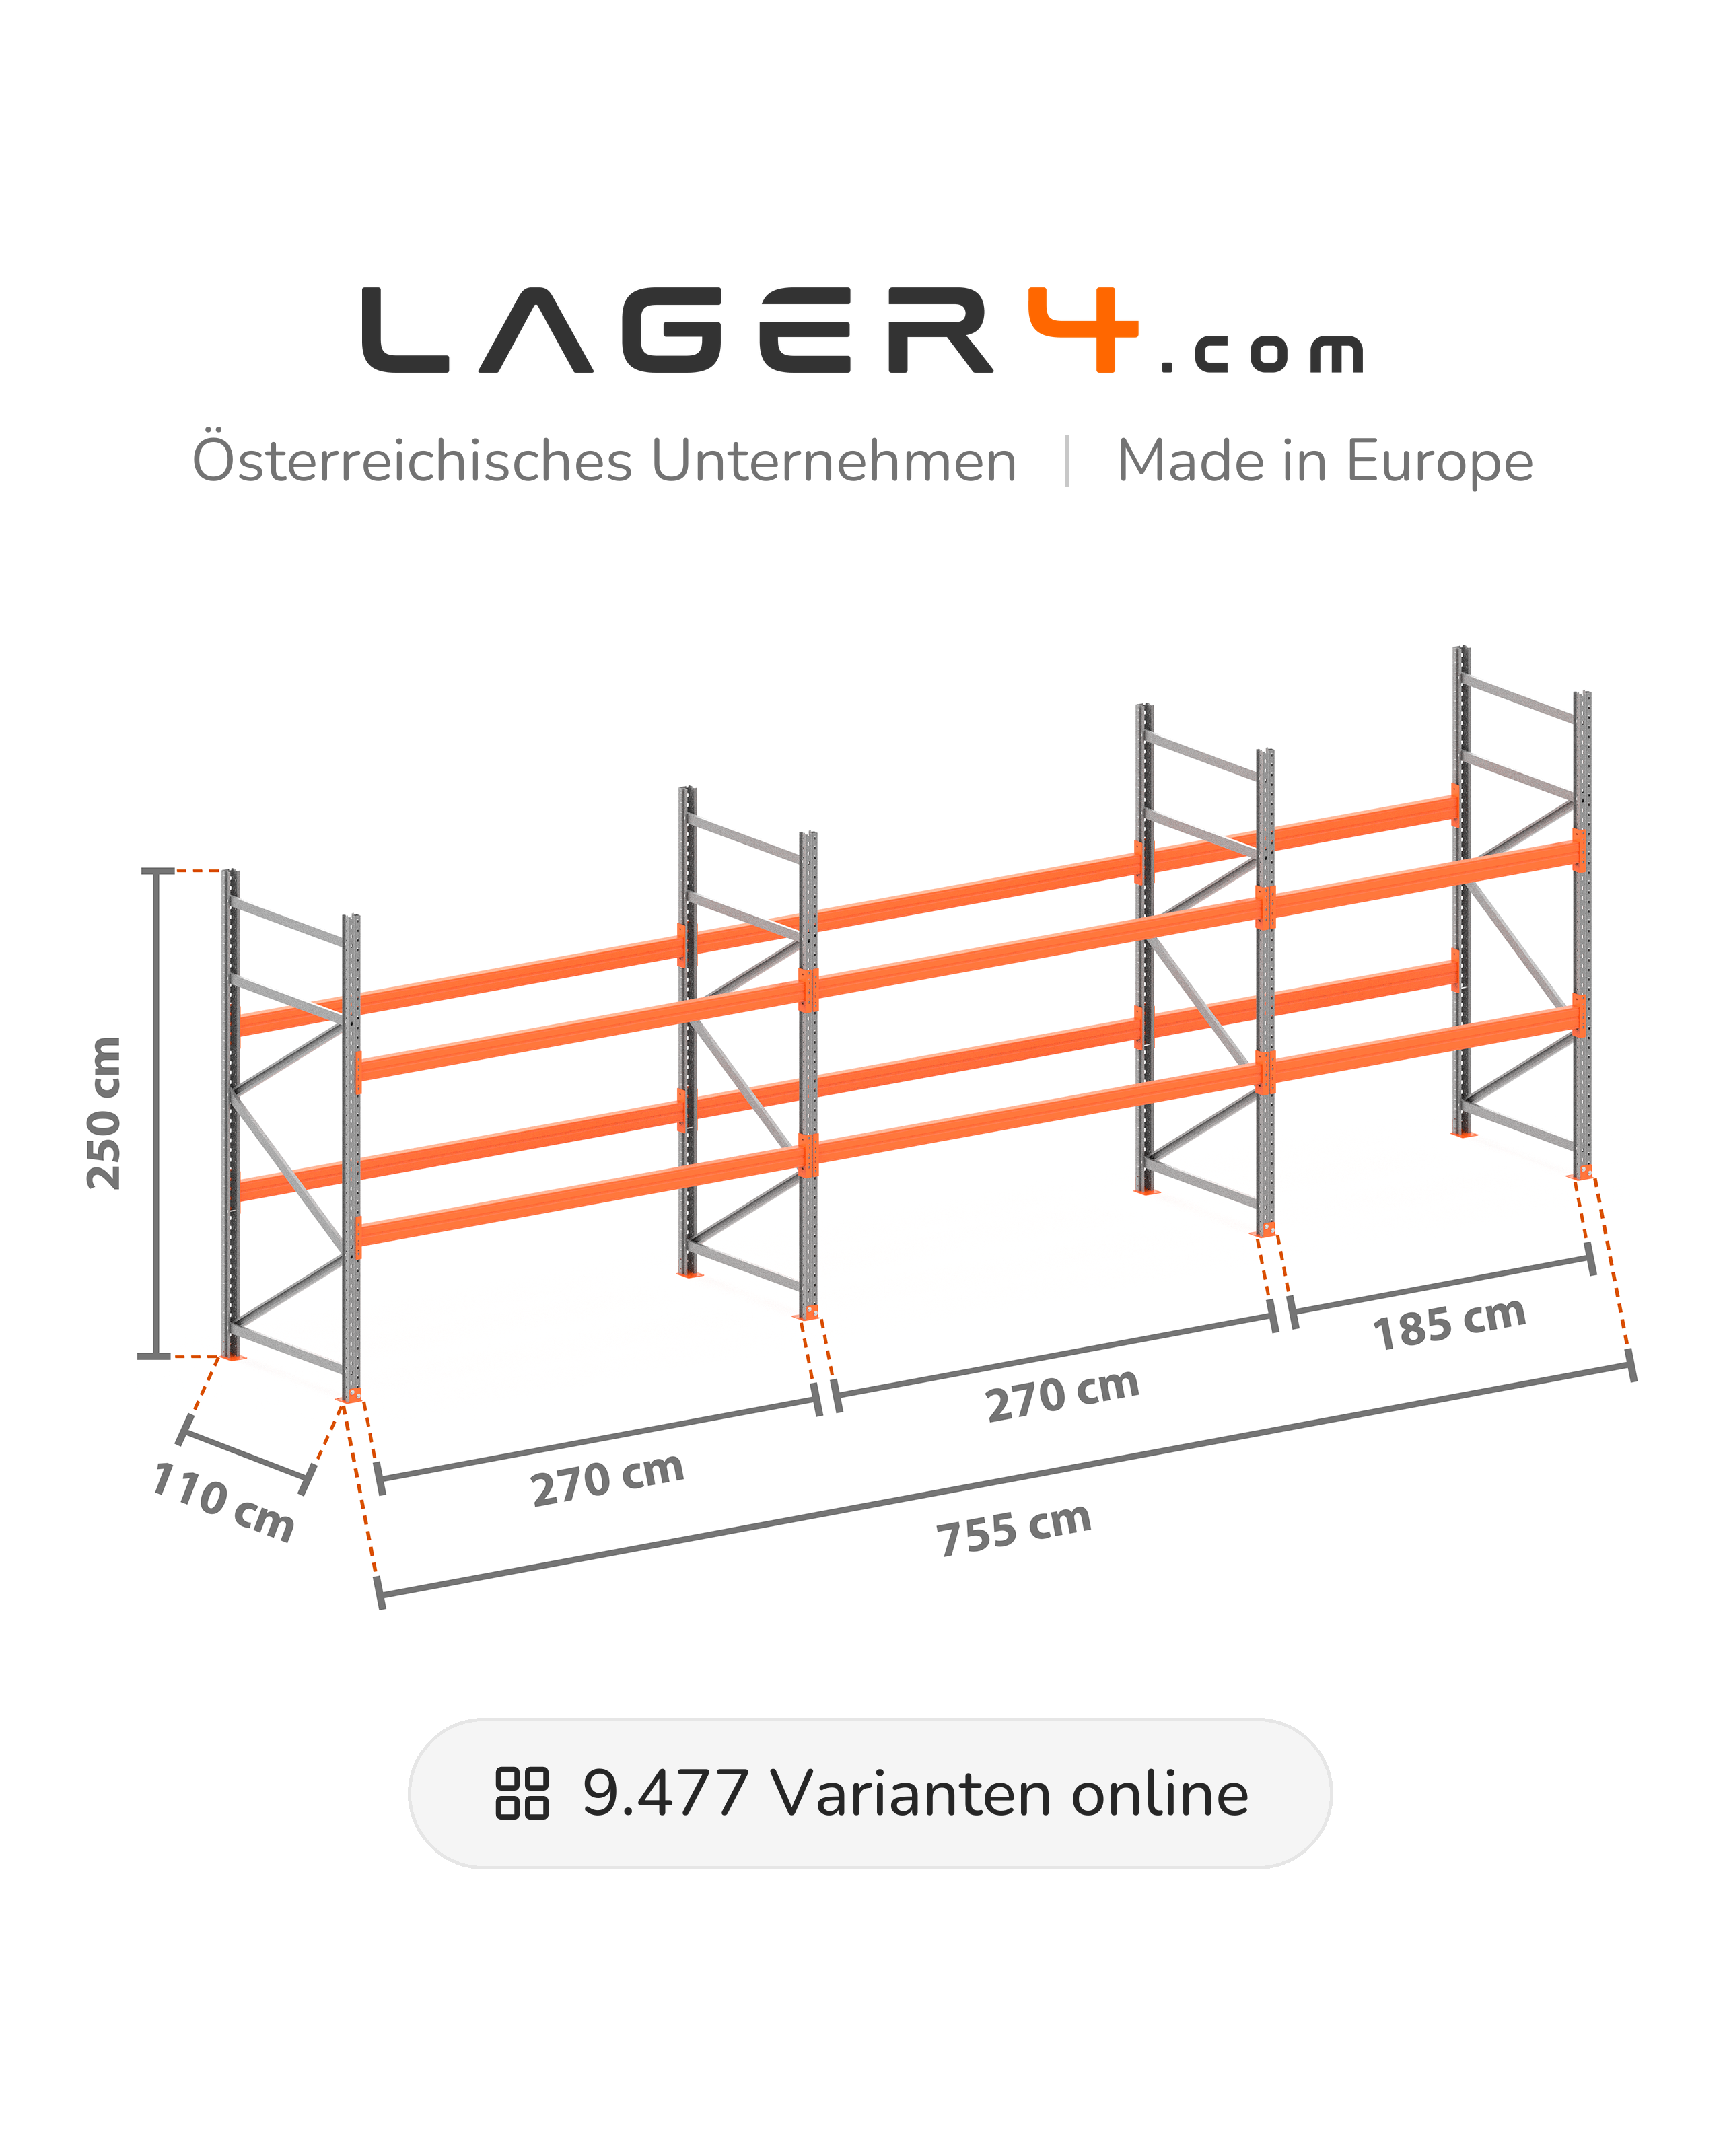 LAGER4.com
Österreichisches Unternehmen | Made in Europe
250 cm
110 cm
270 cm
270 cm
185 cm
755 cm
9.477 Varianten online